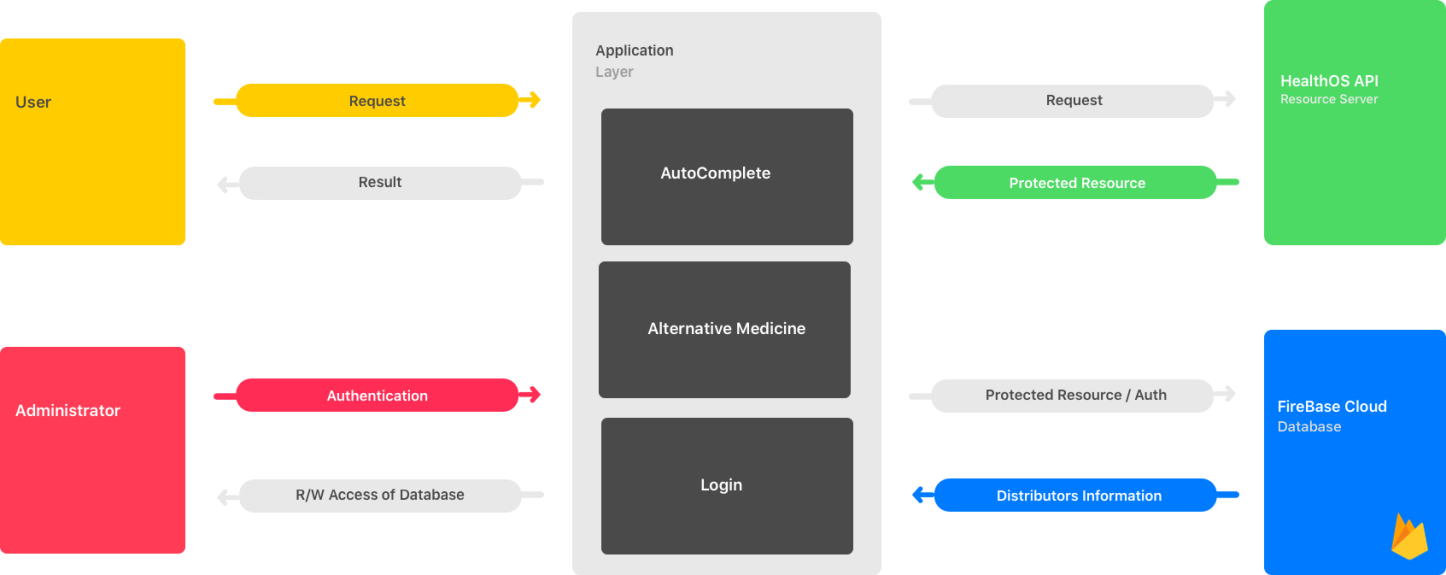 User
Request
Result
Application
Layer
AutoComplete
Alternative Medicine
Login
Request
Protected Resource
HealthOS API
Resource Server
Administrator
Authentication
R/W Access of Database
Protected Resource / Auth
Distributors Information
FireBase Cloud
Database